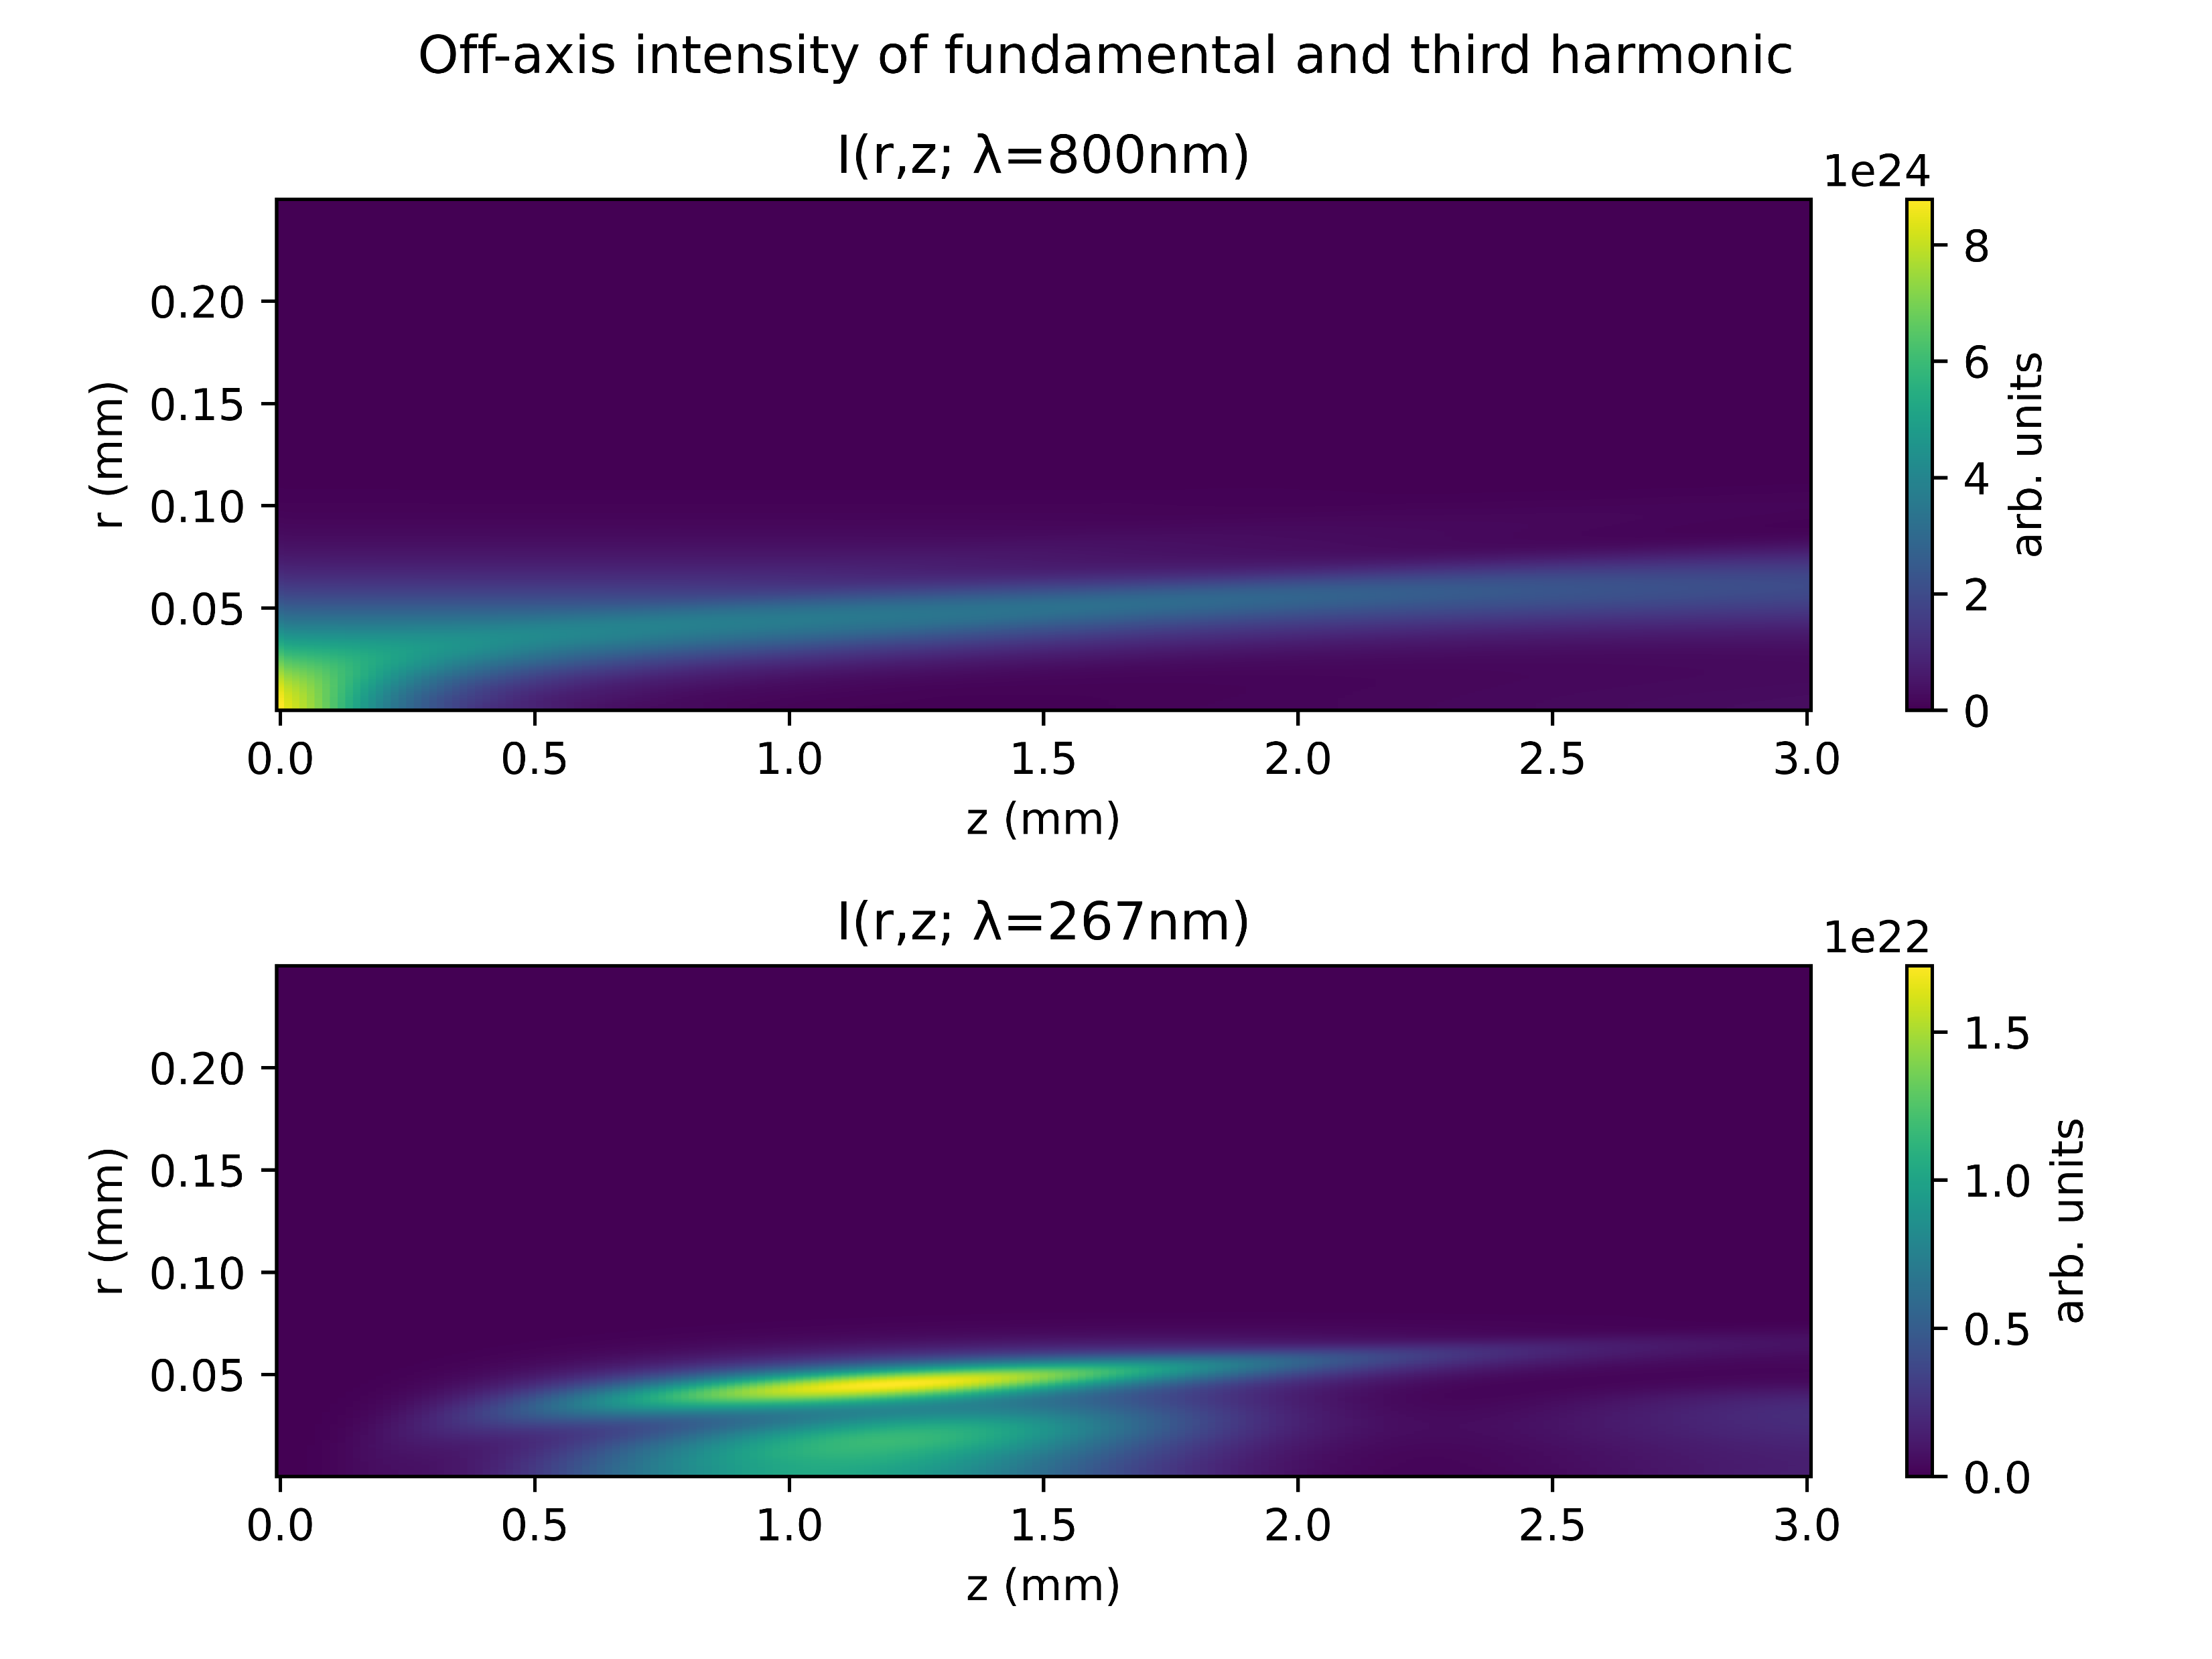 Off-axis intensity of fundamental and third harmonic
I(r,z; λ=800nm)
1e24
r (mm)
0.20
0.15
0.10
0.05
0.0 0.5 1.0 1.5 2.0 2.5 3.0
z (mm)
8
6
4
2
0
arb. units
I(r,z; λ=267nm)
1e22
r (mm)
0.20
0.15
0.10
0.05
0.0 0.5 1.0 1.5 2.0 2.5 3.0
z (mm)
1.5
1.0
0.5
0.0
arb. units